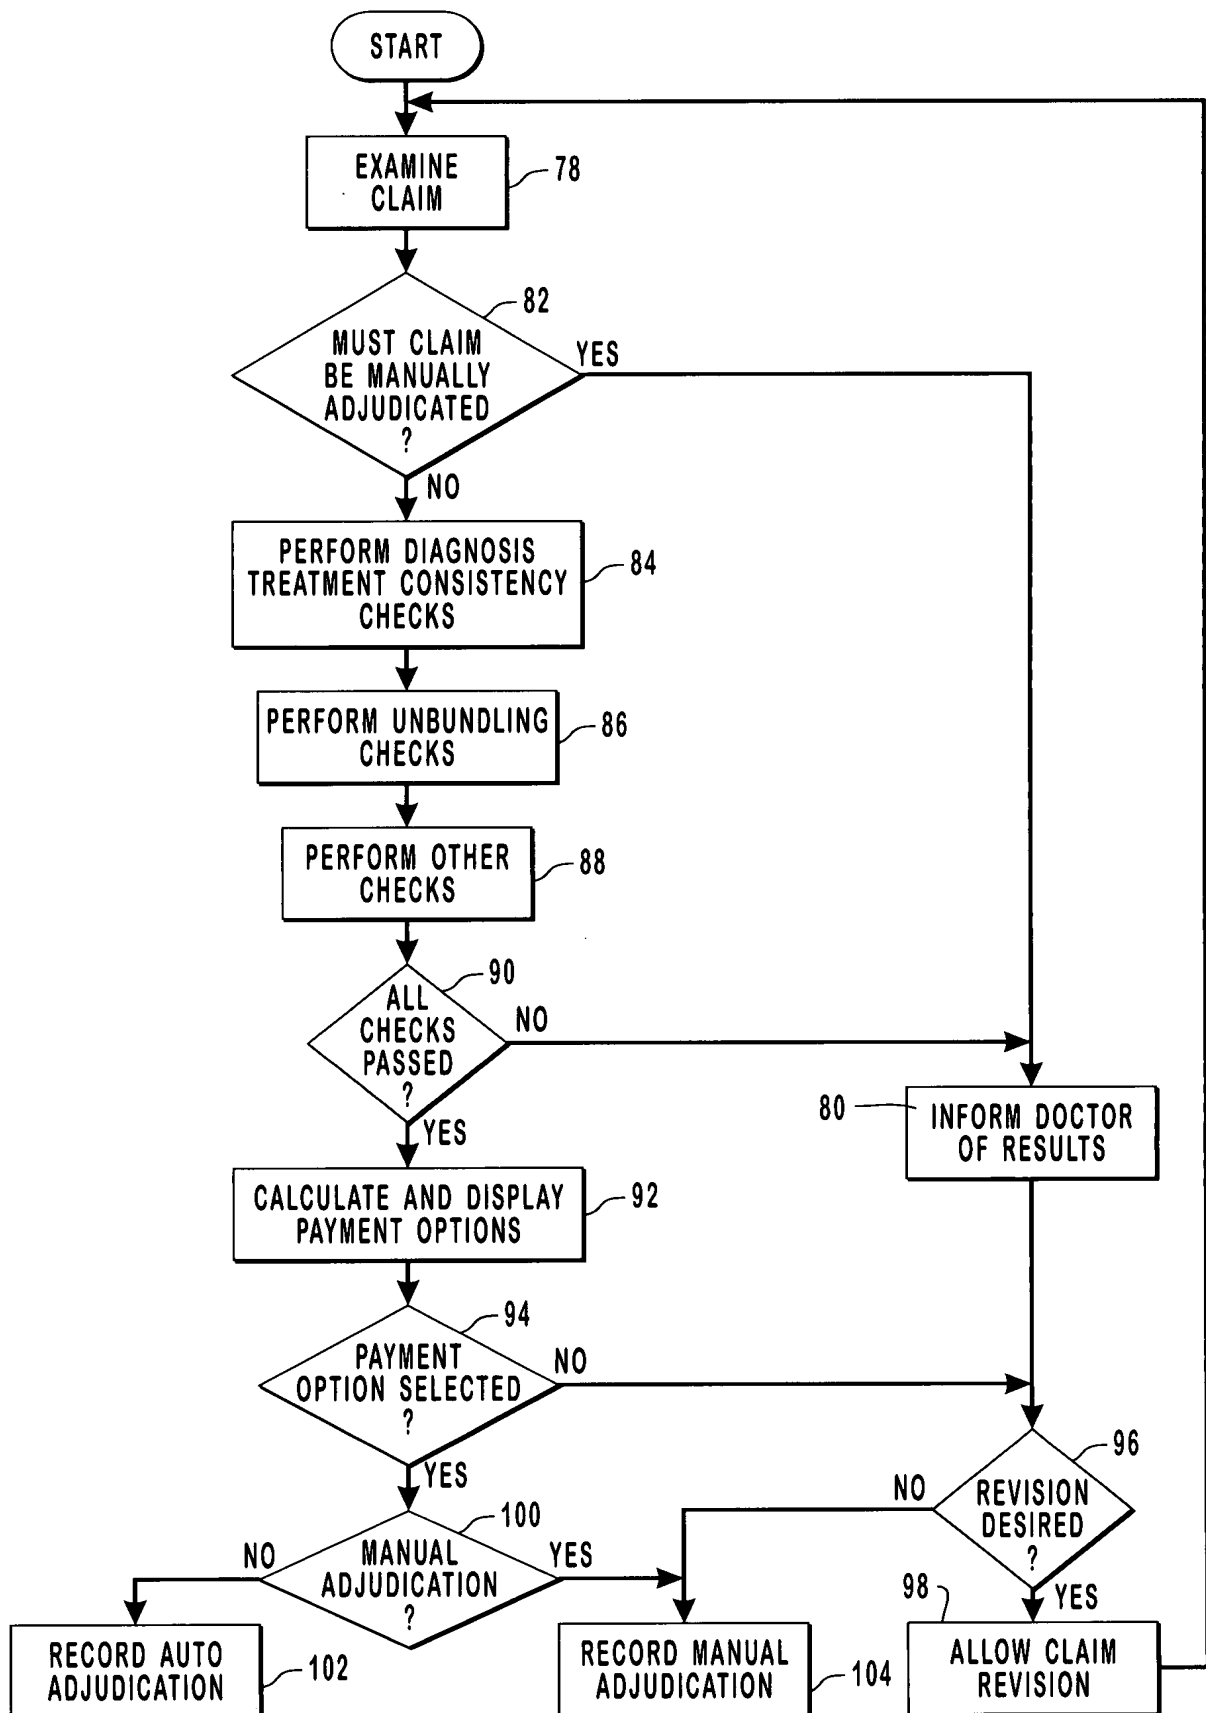 START
EXAMINE
CLAIM
78
82
MUST CLAIM
BE MANUALLY
ADJUDICATED
?
YES
NO
PERFORM DIAGNOSIS
TREATMENT CONSISTENCY
CHECKS
84
PERFORM UNBUNDLING
CHECKS
86
PERFORM OTHER
CHECKS
88
90
ALL
CHECKS
PASSED
?
NO
YES
80
INFORM DOCTOR
OF RESULTS
CALCULATE AND DISPLAY
PAYMENT OPTIONS
92
94
PAYMENT
OPTION SELECTED
?
NO
YES
96
REVISION
DESIRED
?
NO
YES
100
MANUAL
ADJUDICATION
?
NO
YES
98
RECORD AUTO
ADJUDICATION
102
RECORD MANUAL
ADJUDICATION
104
ALLOW CLAIM
REVISION